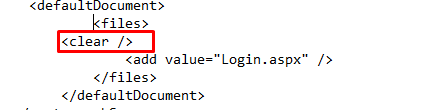 <defaultDocument>
<files>
<clear />
<add value="Login.aspx" />
</files>
</defaultDocument>